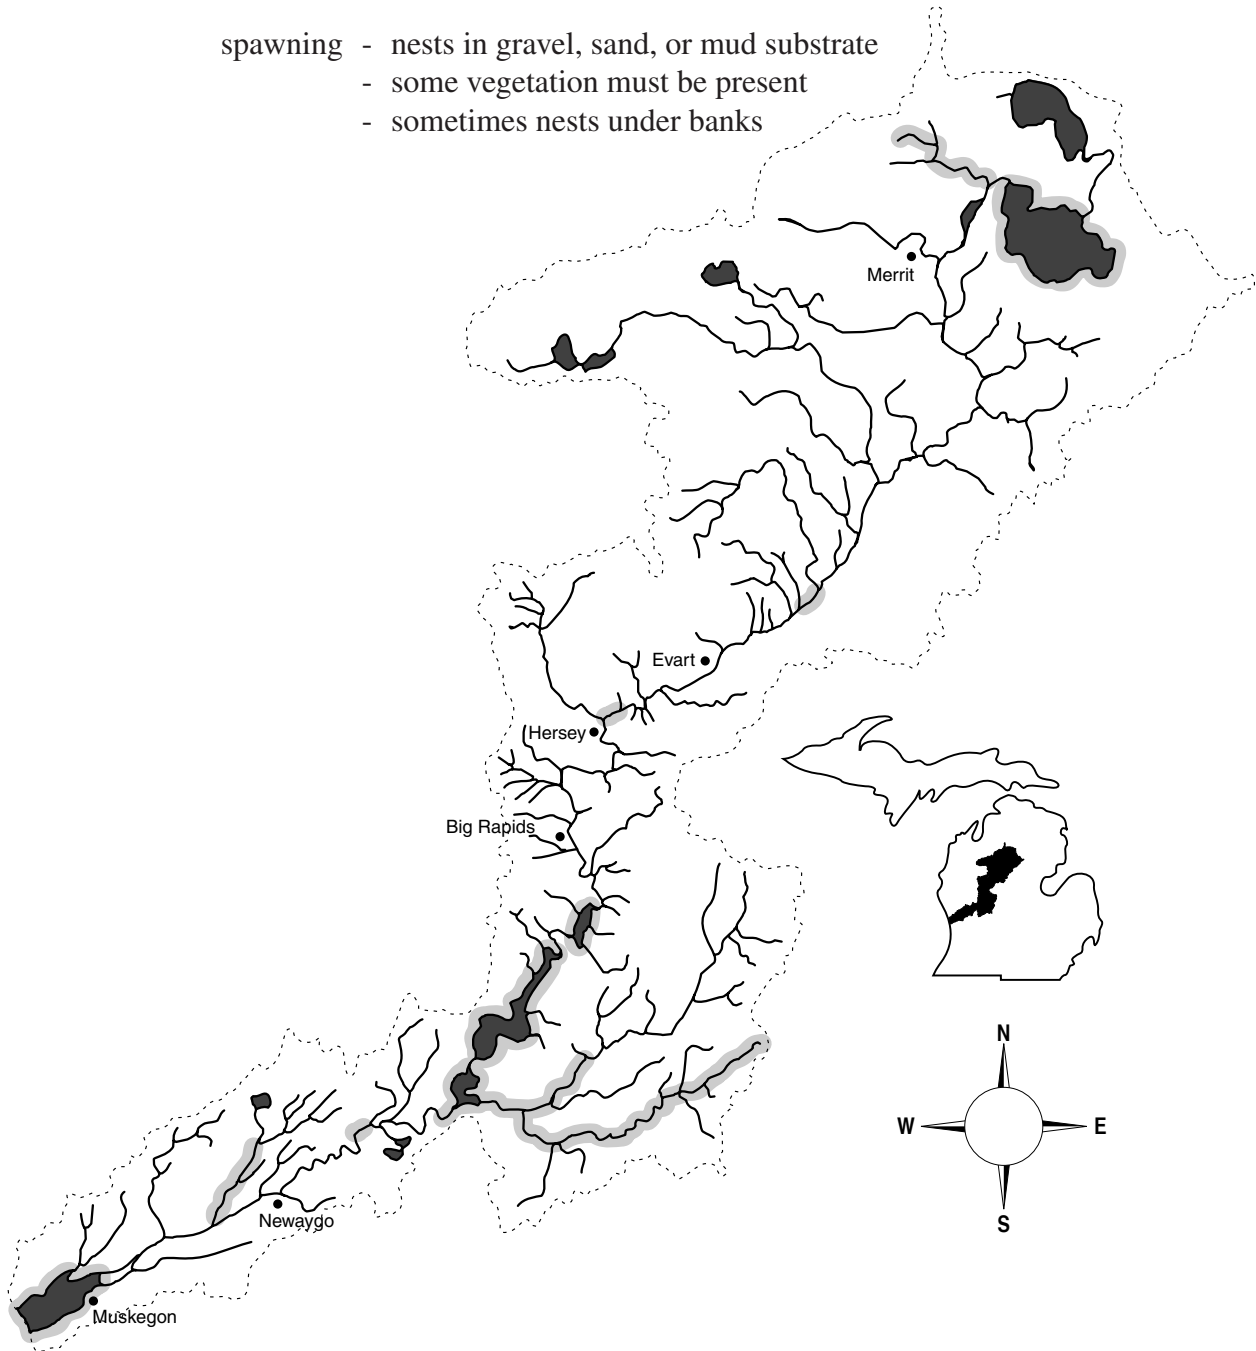 spawning - nests in gravel, sand, or mud substrate
- some vegetation must be present
- sometimes nests under banks
Merrit
Evart
Hersey
Big Rapids
N
W
E
S
Newaygo
Muskegon